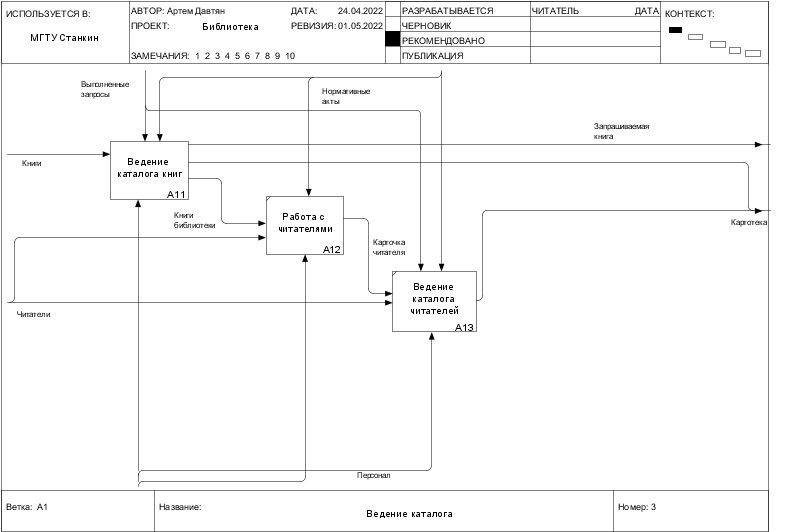 ИСПОЛЬЗУЕТСЯ В:
МГТУ Станкин
АВТОР: Артем Давтян
ДАТА: 24.04.2022
ПРОЕКТ: Библиотека
РЕВИЗИЯ: 01.05.2022
ЗАМЕЧАНИЯ: 1 2 3 4 5 6 7 8 9 10
РАЗРАБАТЫВАЕТСЯ
ЧЕРНОВИК
РЕКОМЕНДОВАНО
ПУБЛИКАЦИЯ
ЧИТАТЕЛЬ ДАТА
КОНТЕКСТ:
Выполненные
запросы
Нормативные
акты
Запрашиваемая
книга
Книги
Ведение
каталога книг
A11
Книги
библиотеки
Работа с
читателями
A12
Карточка
читателя
Картотека
Ведение
каталога
читателей
A13
Читатели
Персонал
Ветка: A1
Название:
Ведение каталога
Номер: 3